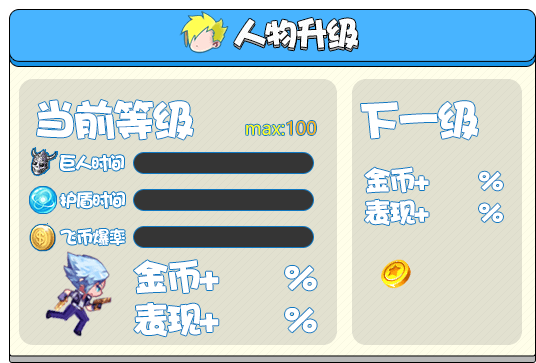 人物升级
当前等级
max:100
巨人时间
护盾时间
飞币爆率
金币+ %
表现+ %
下一级
金币+ %
表现+ %